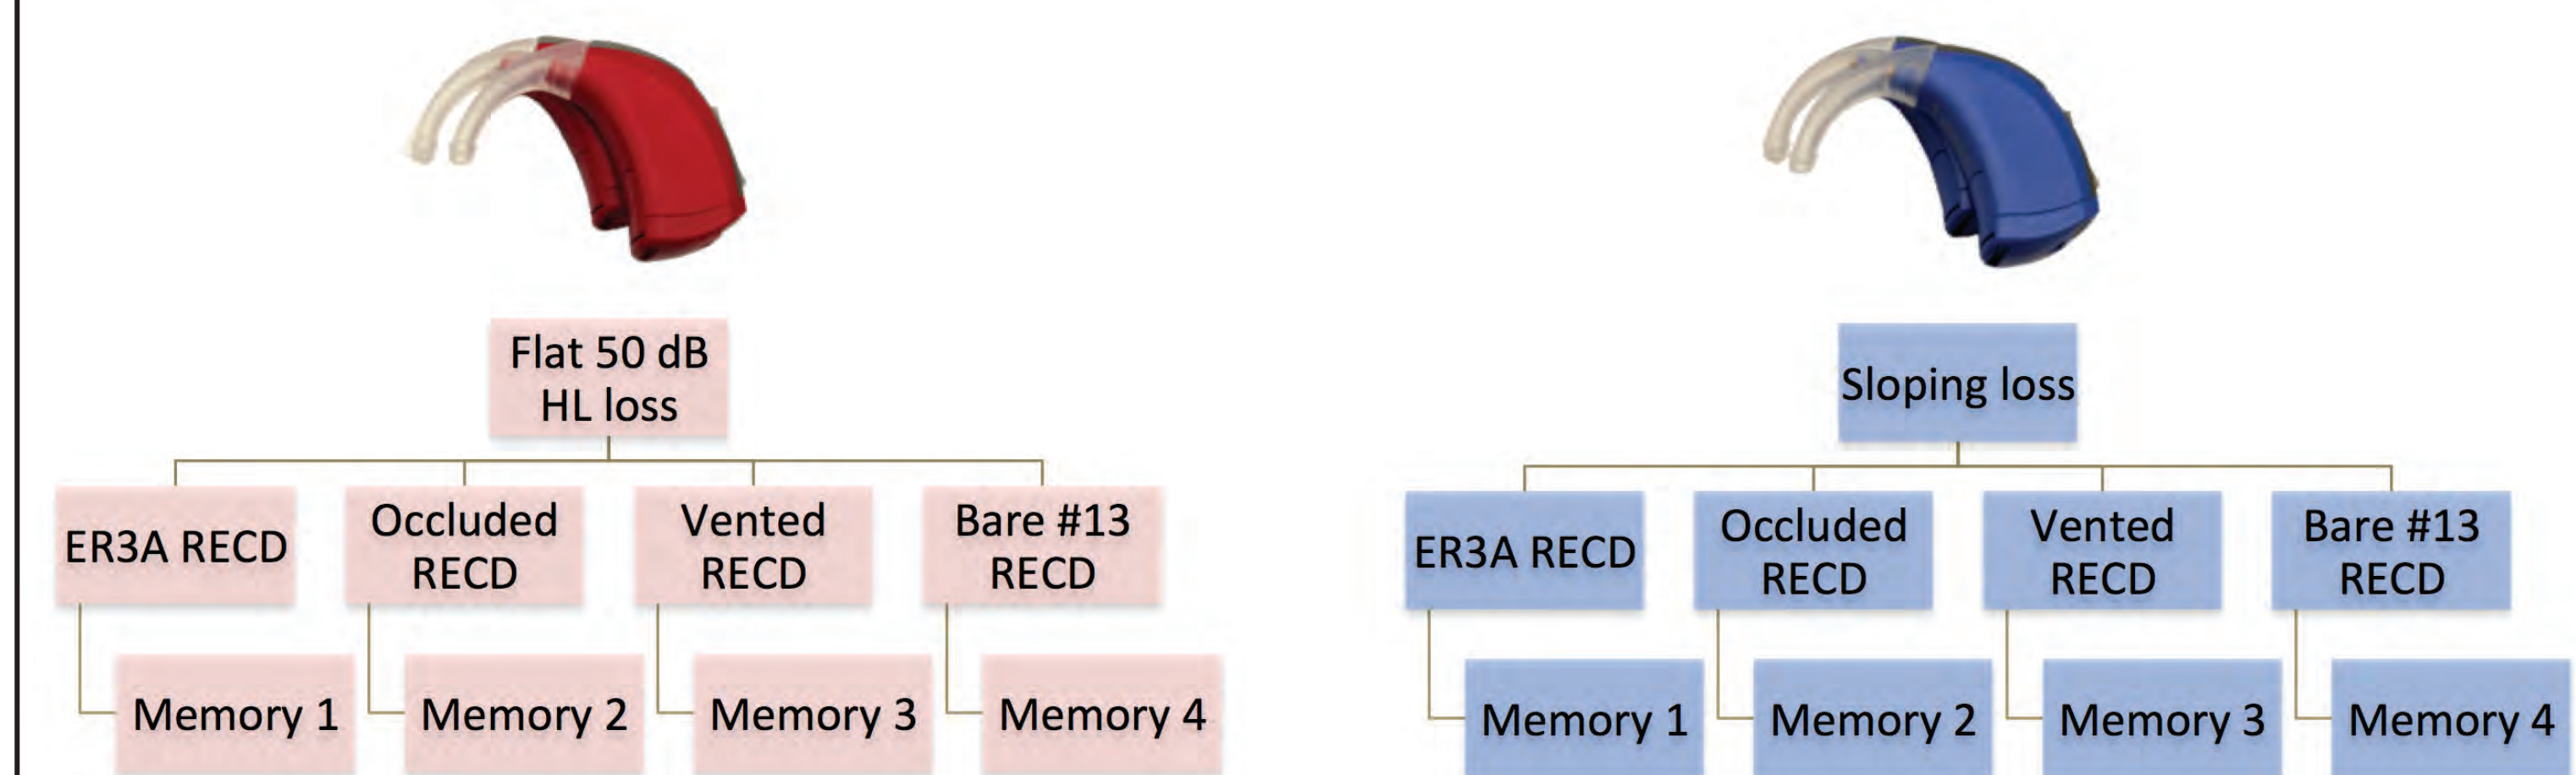 Flat 50 dB
HL loss
ER3A RECD
Occluded
RECD
Vented
RECD
Bare #13
RECD
Memory 1
Memory 2
Memory 3
Memory 4
Sloping loss
ER3A RECD
Occluded
RECD
Vented
RECD
Bare #13
RECD
Memory 1
Memory 2
Memory 3
Memory 4